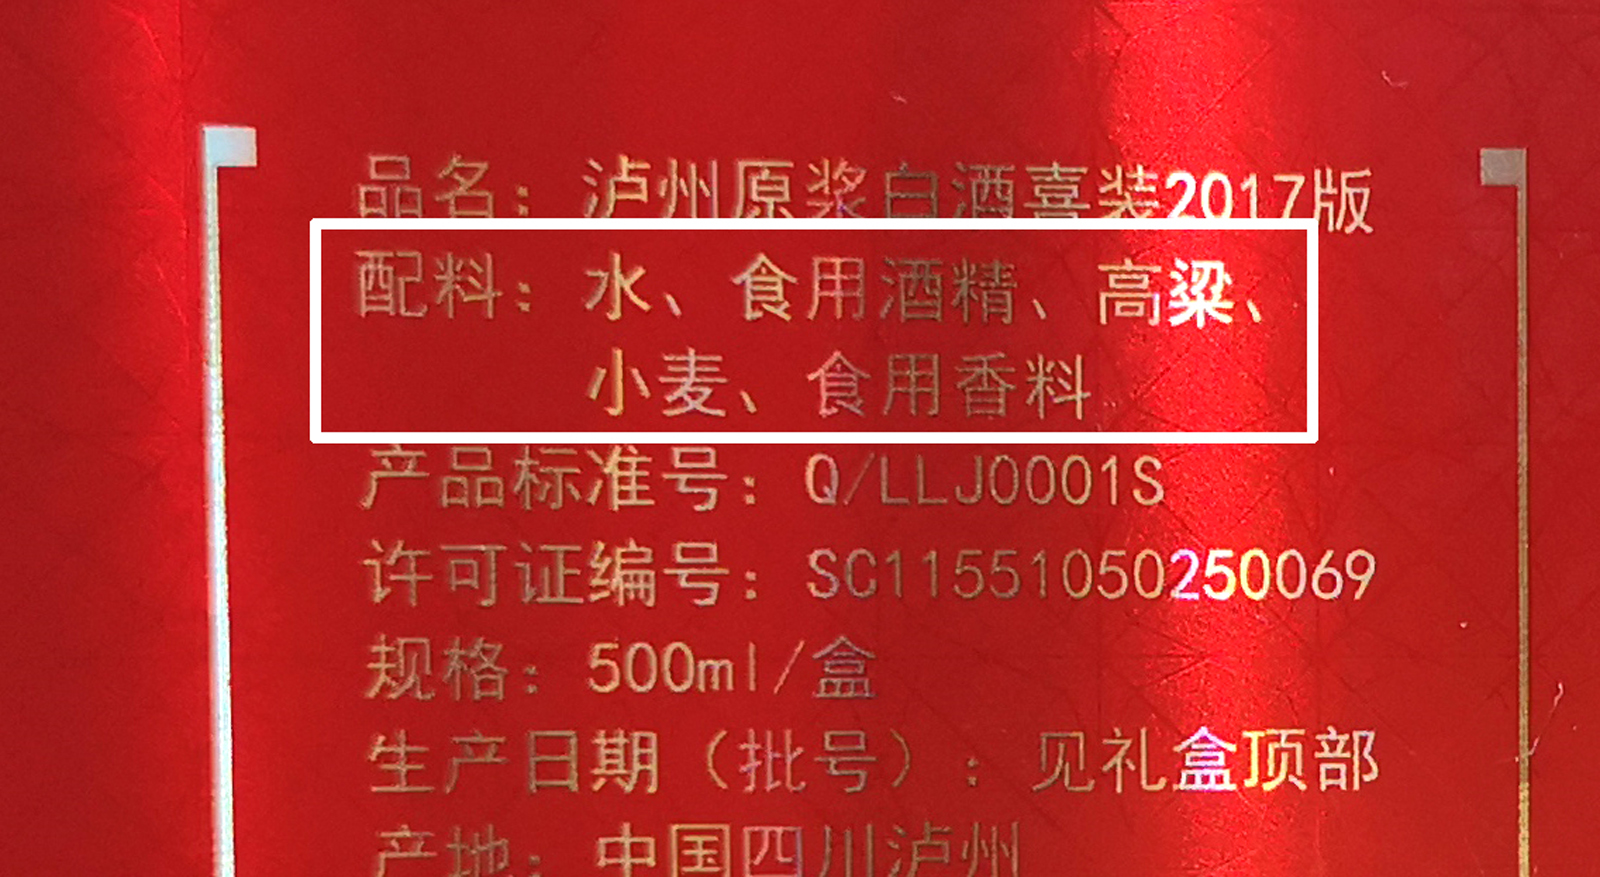 品名：泸州原浆白酒喜装2017版
配料：水、食用酒精、高粱、
小麦、食用香料
产品标准号：Q/LLJ0001S
许可证编号：SC11551050250069
规格：500ml/盒
生产日期（批号）：见礼盒顶部
产地：中国四川泸州